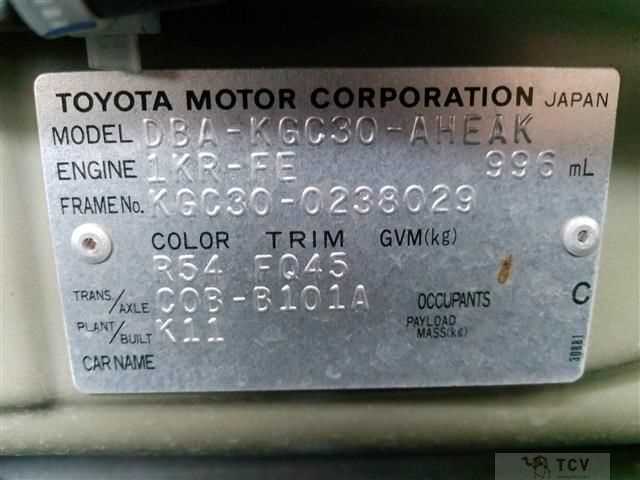 TOYOTA MOTOR CORPORATION JAPAN
MODEL DBA-KGC30-AHEAK
ENGINE 1KR-FE 996 mL
FRAME No. KGC30-0238029
COLOR TRIM GVM(kg)
R54 FQ45
TRANS./AXLE C0B-B101A OCCUPANTS C
PLANT/BUILT K11 PAYLOAD MASS(kg)
CAR NAME
30881
TCV